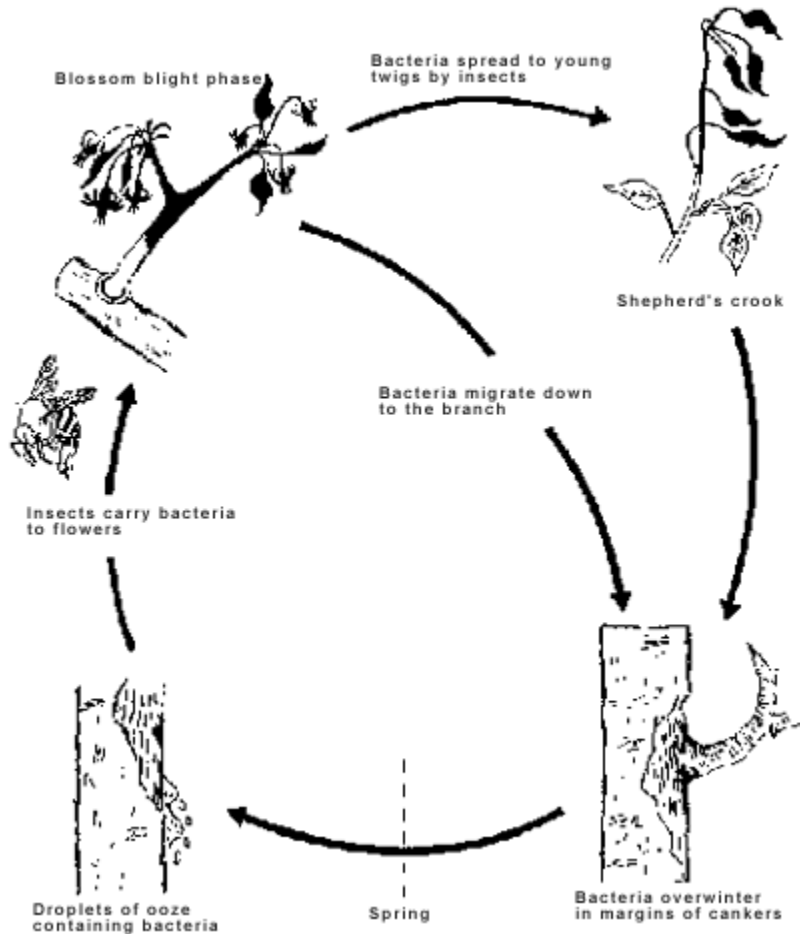 Blossom blight phase
Bacteria spread to young
twigs by insects
Shepherd's crook
Bacteria migrate down
to the branch
Insects carry bacteria
to flowers
Droplets of ooze
containing bacteria
Spring
Bacteria overwinter
in margins of cankers